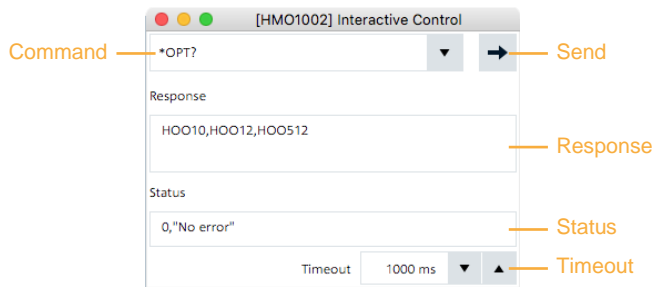 [HMO1002] Interactive Control
Command
*OPT?
Send
Response
HOO10,HOO12,HOO512
Response
Status
0,"No error"
Status
Timeout 1000 ms
Timeout